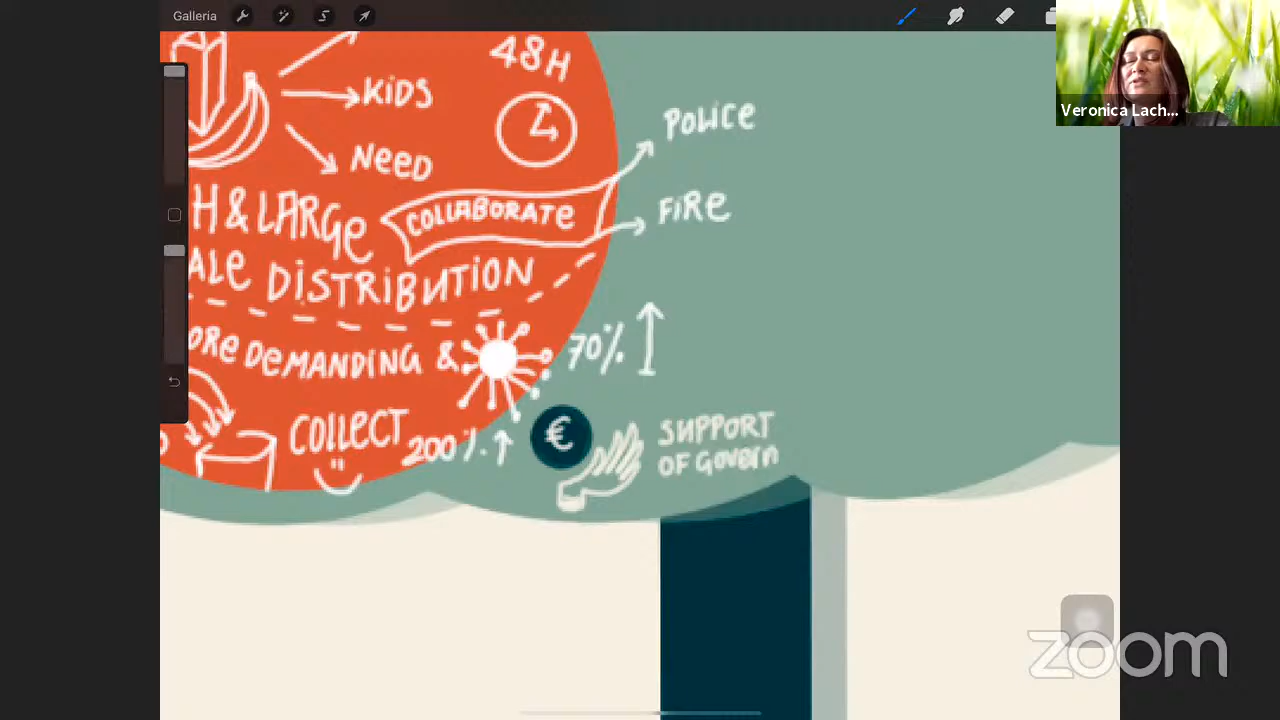 Galleria
Veronica Lach...
48H
KiDS
NeeD
POLiCe
FiRe
H & LARGe
COLLABORATE
ALe DiSTRiBUTiON
ORe DeMANDiNG &
70%
COLLeCT
200%
€
SUPPORT
OF GOVeRN
zoom